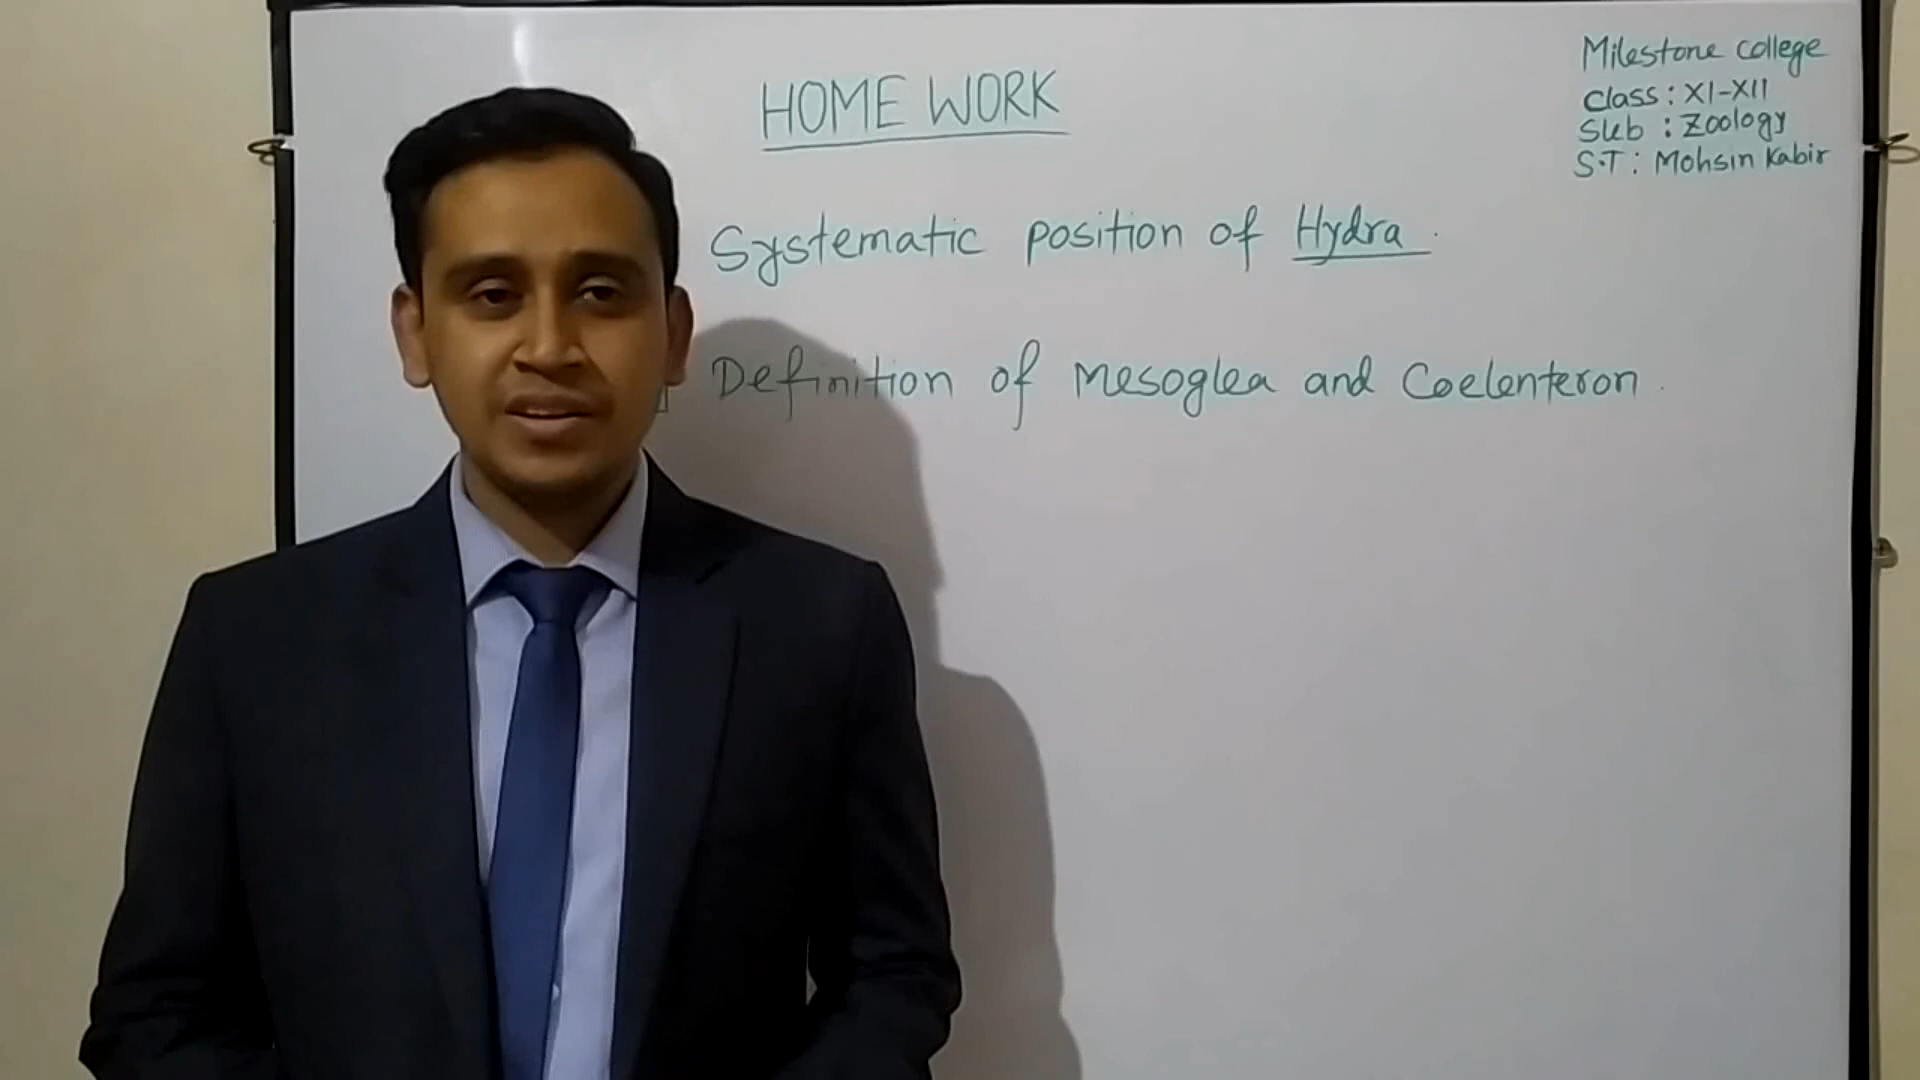 HOME WORK
Milestone college
Class : XI-XII
Sub : Zoology
S.T : Mohsin Kabir
Systematic position of Hydra.
Definition of Mesoglea and Coelenteron.